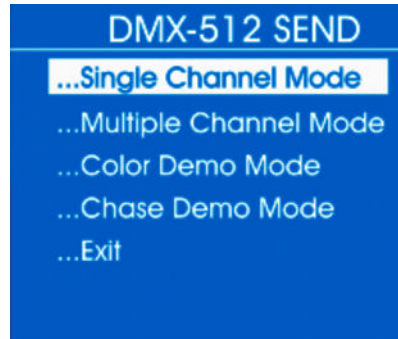 DMX-512 SEND
...Single Channel Mode
...Multiple Channel Mode
...Color Demo Mode
...Chase Demo Mode
...Exit